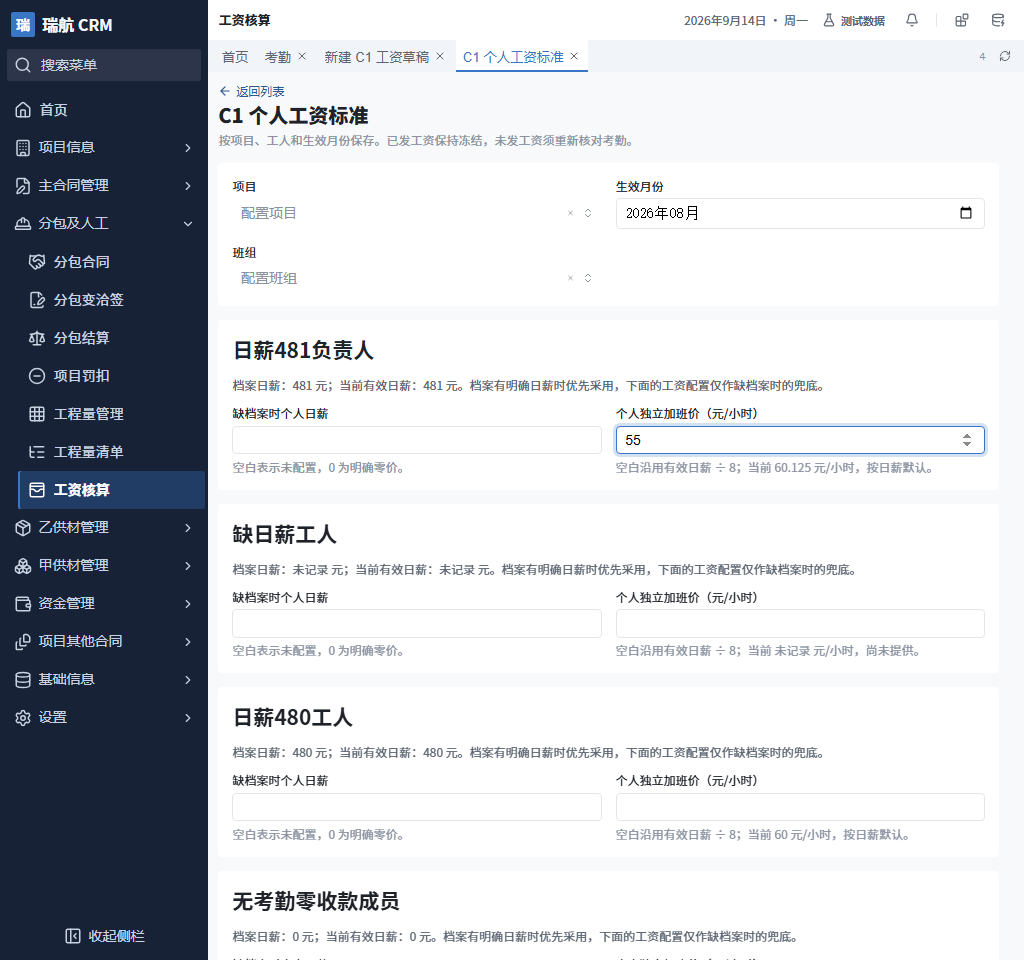 瑞 瑞航 CRM
搜索菜单
首页
项目信息
主合同管理
分包及人工
分包合同
分包变洽签
分包结算
项目罚扣
工程量管理
工程量清单
工资核算
乙供材管理
甲供材管理
资金管理
项目其他合同
基础信息
设置
收起侧栏
工资核算
2026年9月14日 · 周一 测试数据
首页 考勤 × 新建 C1 工资草稿 × C1 个人工资标准 × 4
← 返回列表
C1 个人工资标准
按项目、工人和生效月份保存。已发工资保持冻结，未发工资须重新核对考勤。
项目 生效月份
配置项目 × 2026年08月
班组
配置班组 ×
日薪481负责人
档案日薪：481 元；当前有效日薪：481 元。档案有明确日薪时优先采用，下面的工资配置仅作缺档案时的兜底。
缺档案时个人日薪 个人独立加班价（元/小时）
55
空白表示未配置，0 为明确零价。 空白沿用有效日薪 ÷ 8；当前 60.125 元/小时，按日薪默认。
缺日薪工人
档案日薪：未记录 元；当前有效日薪：未记录 元。档案有明确日薪时优先采用，下面的工资配置仅作缺档案时的兜底。
缺档案时个人日薪 个人独立加班价（元/小时）
空白表示未配置，0 为明确零价。 空白沿用有效日薪 ÷ 8；当前 未记录 元/小时，尚未提供。
日薪480工人
档案日薪：480 元；当前有效日薪：480 元。档案有明确日薪时优先采用，下面的工资配置仅作缺档案时的兜底。
缺档案时个人日薪 个人独立加班价（元/小时）
空白表示未配置，0 为明确零价。 空白沿用有效日薪 ÷ 8；当前 60 元/小时，按日薪默认。
无考勤零收款成员
档案日薪：0 元；当前有效日薪：0 元。档案有明确日薪时优先采用，下面的工资配置仅作缺档案时的兜底。